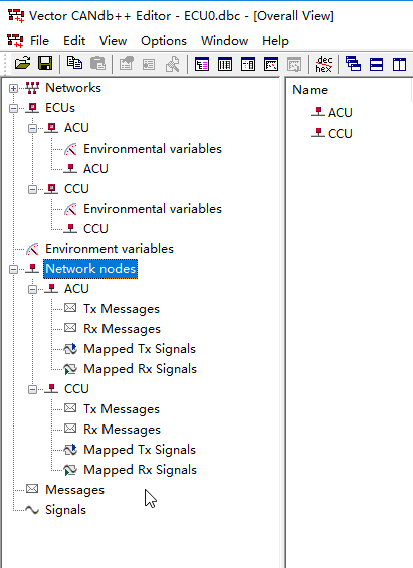 Vector CANdb++ Editor - ECU0.dbc - [Overall View]
File Edit View Options Window Help
.dec
hex
Networks
ECUs
ACU
Environmental variables
ACU
CCU
Environmental variables
CCU
Environment variables
Network nodes
ACU
Tx Messages
Rx Messages
Mapped Tx Signals
Mapped Rx Signals
CCU
Tx Messages
Rx Messages
Mapped Tx Signals
Mapped Rx Signals
Messages
Signals
Name
ACU
CCU